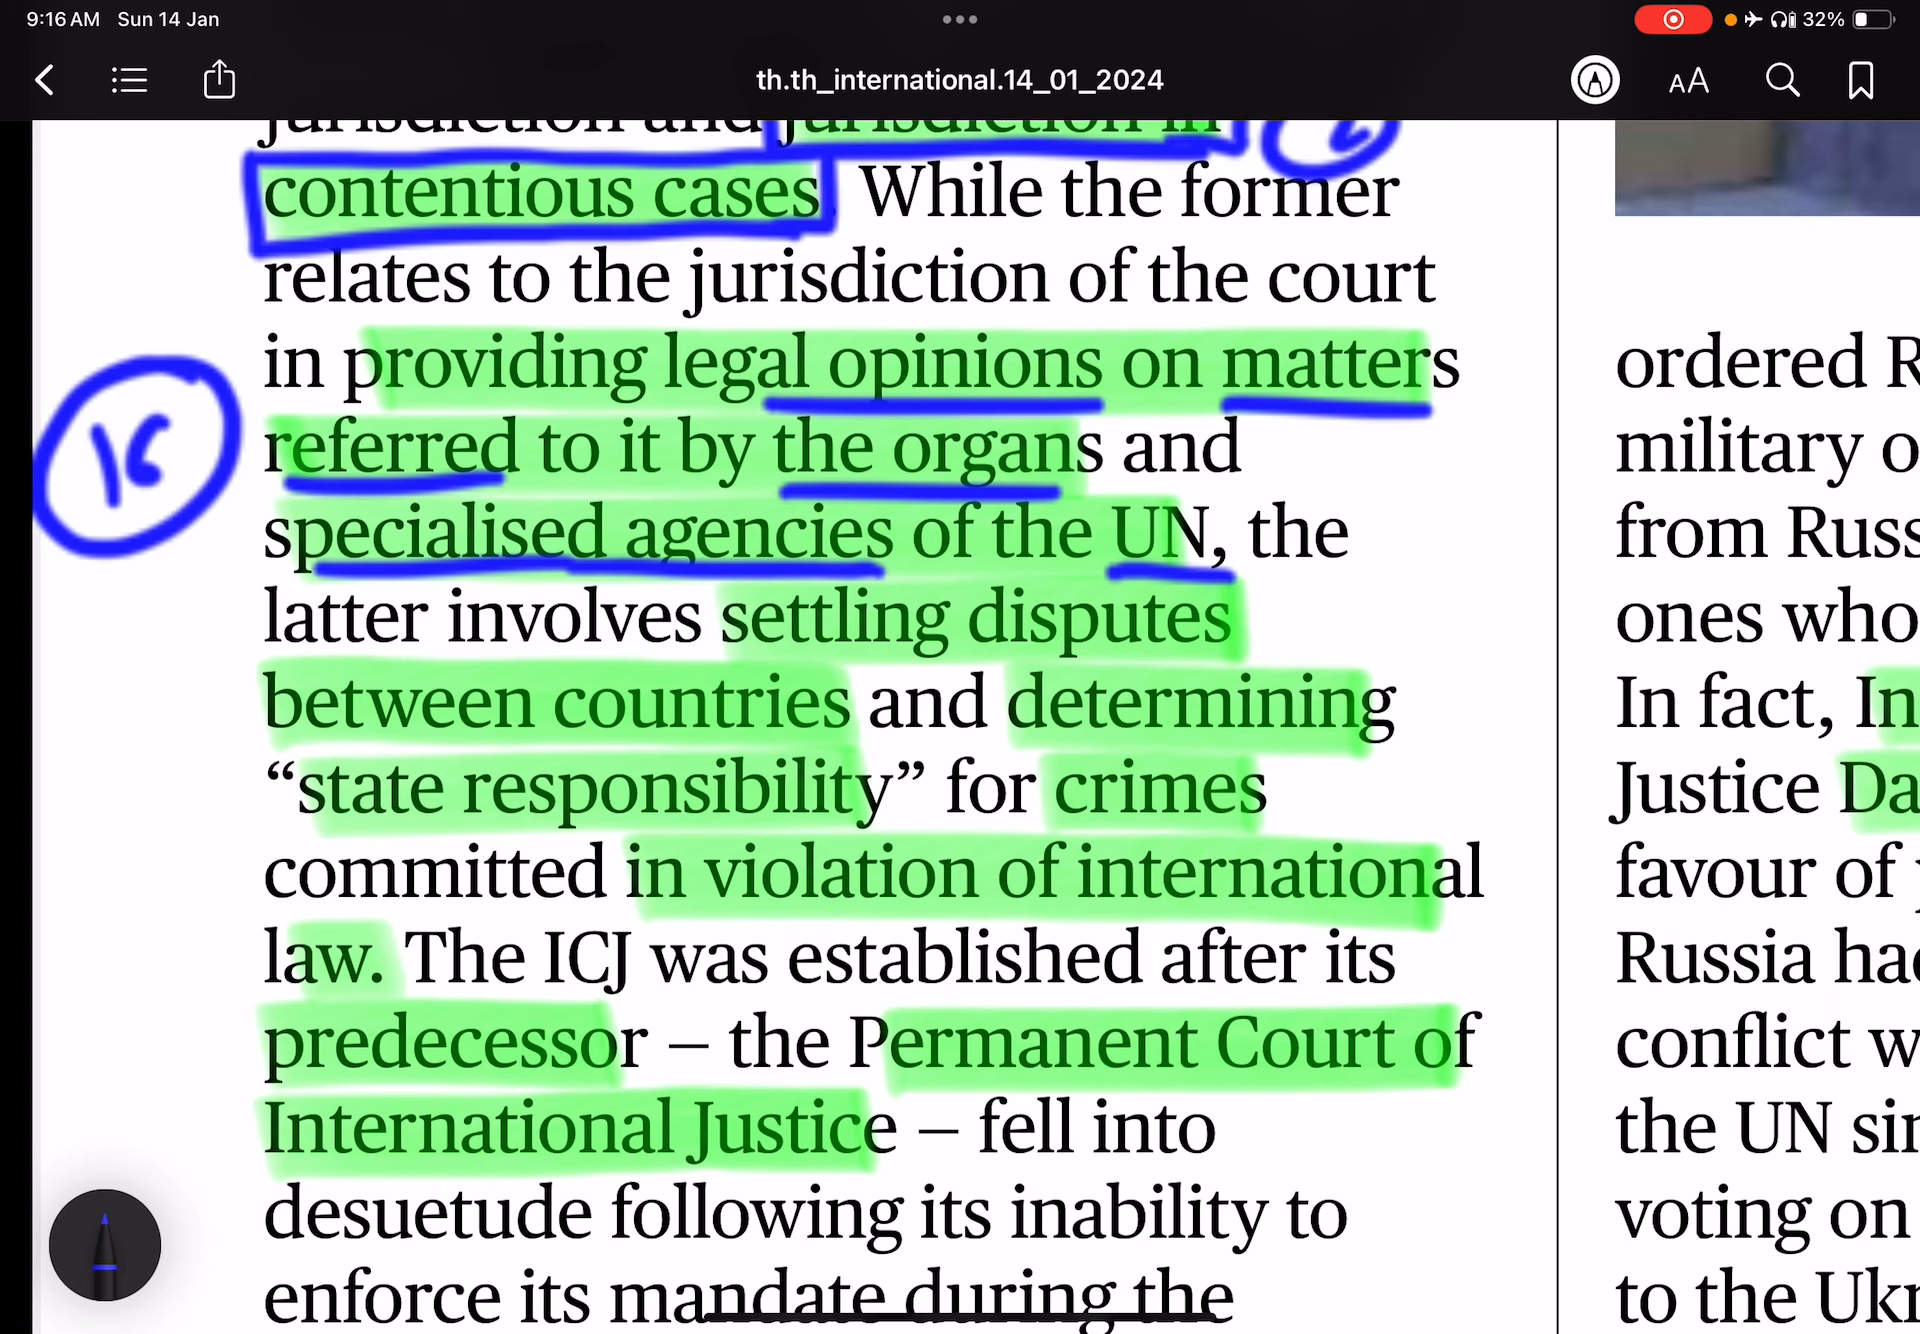 9:16 AM Sun 14 Jan
32%
th.th_international.14_01_2024
AA
jurisdiction and jurisdiction in
contentious cases. While the former
relates to the jurisdiction of the court
in providing legal opinions on matters
referred to it by the organs and
specialised agencies of the UN, the
latter involves settling disputes
between countries and determining
“state responsibility” for crimes
committed in violation of international
law. The ICJ was established after its
predecessor – the Permanent Court of
International Justice – fell into
desuetude following its inability to
enforce its mandate during the
ordered
military
from
ones who
In fact,
Justice
favour of
Russia
conflict
the UN
voting on
to the